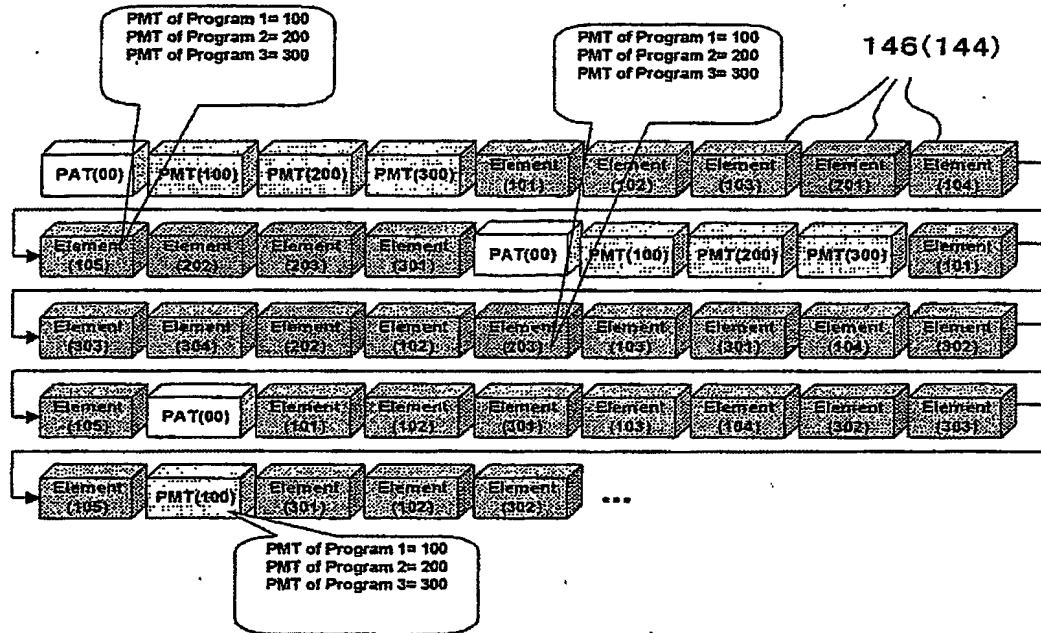 PMT of Program 1= 100
PMT of Program 2= 200
PMT of Program 3= 300
PMT of Program 1= 100
PMT of Program 2= 200
PMT of Program 3= 300
146(144)
PAT(00) PMT(100) PMT(200) PMT(300) Element (101) Element (102) Element (103) Element (201) Element (104)
Element (105) Element (202) Element (203) Element (301) PAT(00) PMT(100) PMT(200) PMT(300) Element (101)
Element (303) Element (304) Element (202) Element (102) Element (203) Element (103) Element (301) Element (104) Element (302)
Element (105) PAT(00) Element (101) Element (102) Element (301) Element (103) Element (104) Element (302) Element (303)
Element (105) PMT(100) Element (301) Element (102) Element (302) ...
PMT of Program 1= 100
PMT of Program 2= 200
PMT of Program 3= 300